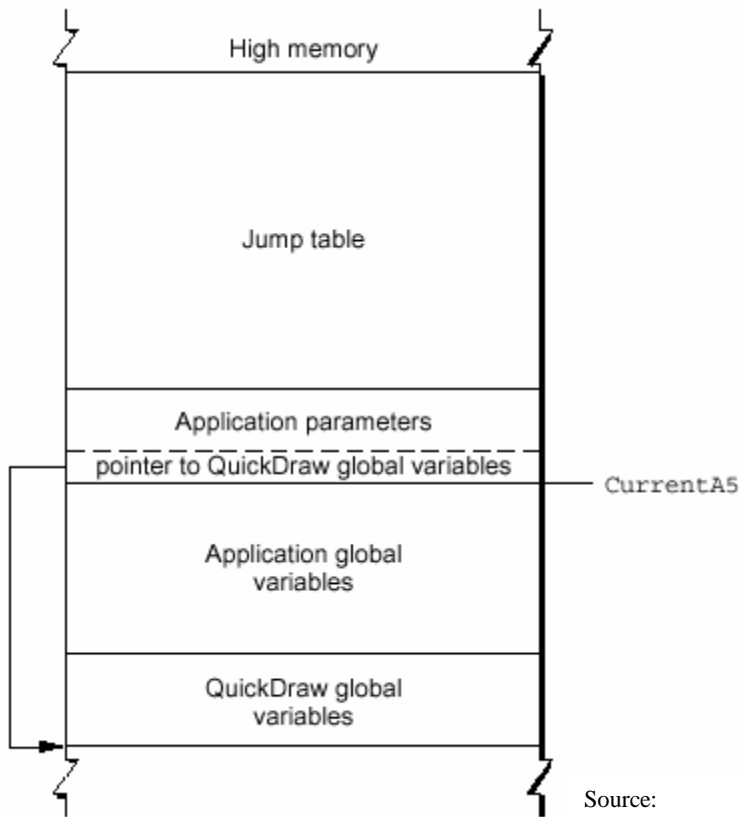 High memory
Jump table
Application parameters
pointer to QuickDraw global variables
CurrentA5
Application global
variables
QuickDraw global
variables
Source: